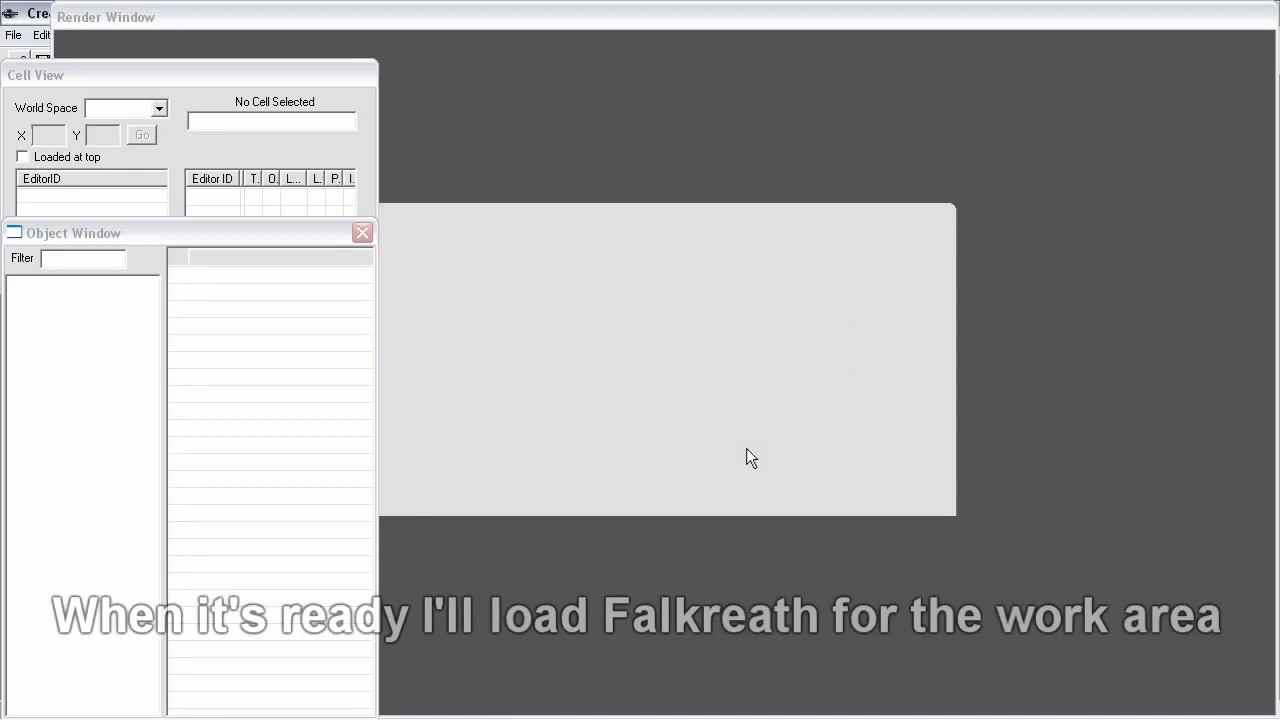 Cre
Render Window
File Edit
Cell View
World Space
No Cell Selected
X Y Go
Loaded at top
EditorID
Editor ID T. O. L... L. P. I.
Object Window
Filter
When it's ready I'll load Falkreath for the work area